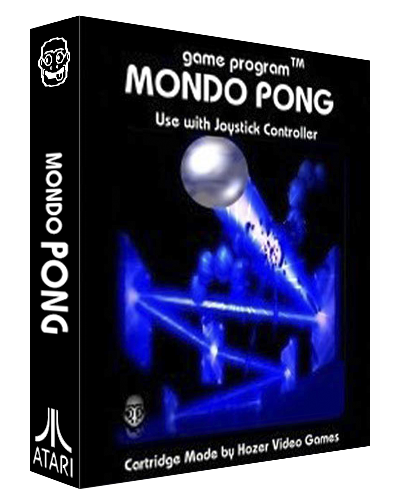 game program™
MONDO PONG
Use with Joystick Controller
Cartridge Made by Hozer Video Games
MONDO PONG
ATARI